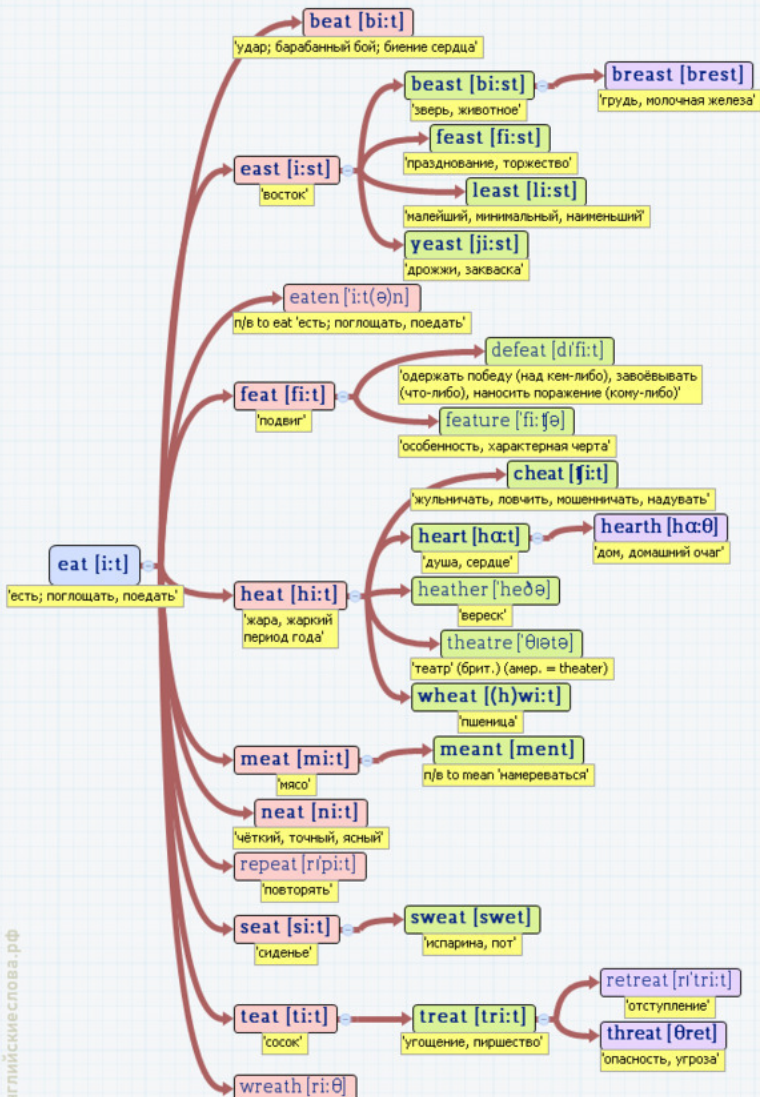 beat [bi:t]
'удар; барабанный бой; биение сердца'
beast [bi:st]
'зверь, животное'
breast [brest]
'грудь, молочная железа'
feast [fi:st]
'празднование, торжество'
east [i:st]
'восток'
least [li:st]
'малейший, минимальный, наименьший'
yeast [ji:st]
'дрожжи, закваска'
eaten ['i:t(ə)n]
п/в to eat 'есть; поглощать, поедать'
feat [fi:t]
'подвиг'
defeat [dɪ'fi:t]
'одержать победу (над кем-либо), завоёвывать
(что-либо), наносить поражение (кому-либо)'
feature ['fi:ʧə]
'особенность, характерная черта'
eat [i:t]
'есть; поглощать, поедать'
heat [hi:t]
'жара, жаркий
период года'
cheat [ʧi:t]
'жульничать, ловчить, мошенничать, надувать'
heart [hɑ:t]
'душа, сердце'
hearth [hɑ:θ]
'дом, домашний очаг'
heather ['heðə]
'вереск'
theatre ['θɪətə]
'театр' (брит.) (амер. = theater)
wheat [(h)wi:t]
'пшеница'
meat [mi:t]
'мясо'
meant [ment]
п/в to mean 'намереваться'
neat [ni:t]
'чёткий, точный, ясный'
repeat [rɪ'pi:t]
'повторять'
seat [si:t]
'сиденье'
sweat [swet]
'испарина, пот'
teat [ti:t]
'сосок'
treat [tri:t]
'угощение, пиршество'
retreat [rɪ'tri:t]
'отступление'
threat [θret]
'опасность, угроза'
wreath [ri:θ]
глийскиеслова.рф